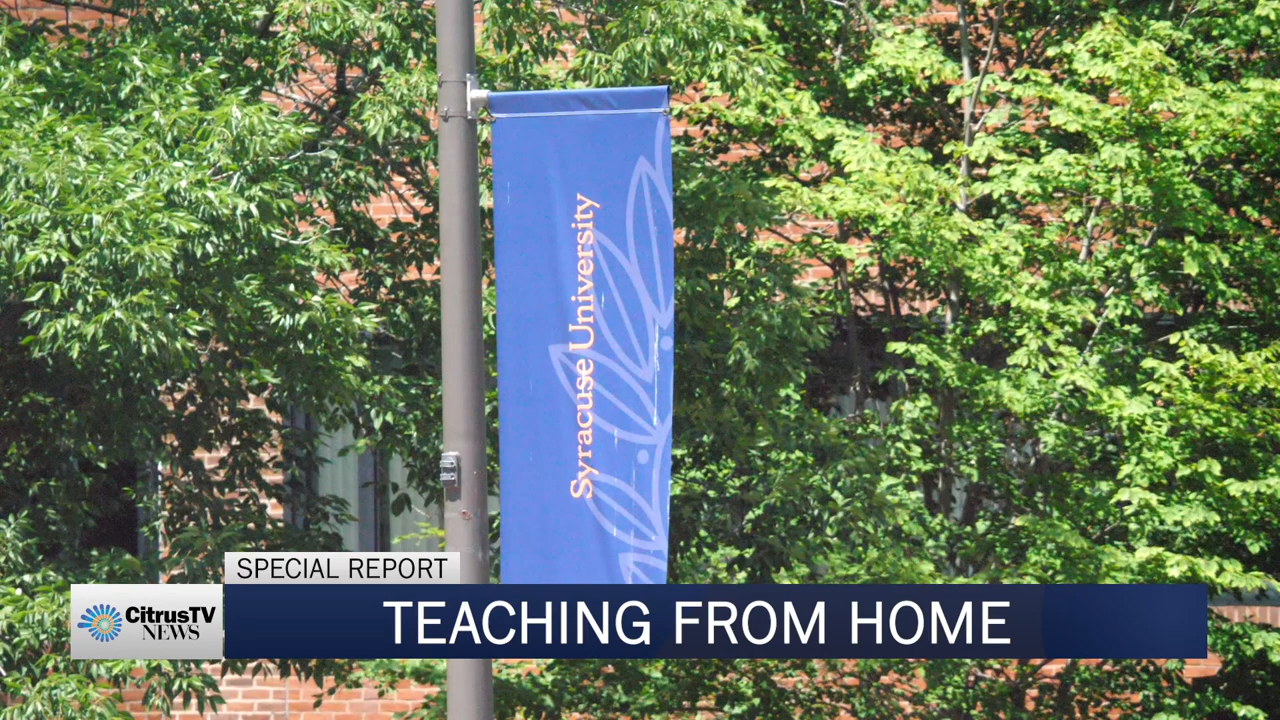 Syracuse University
SPECIAL REPORT
CitrusTV
NEWS
TEACHING FROM HOME